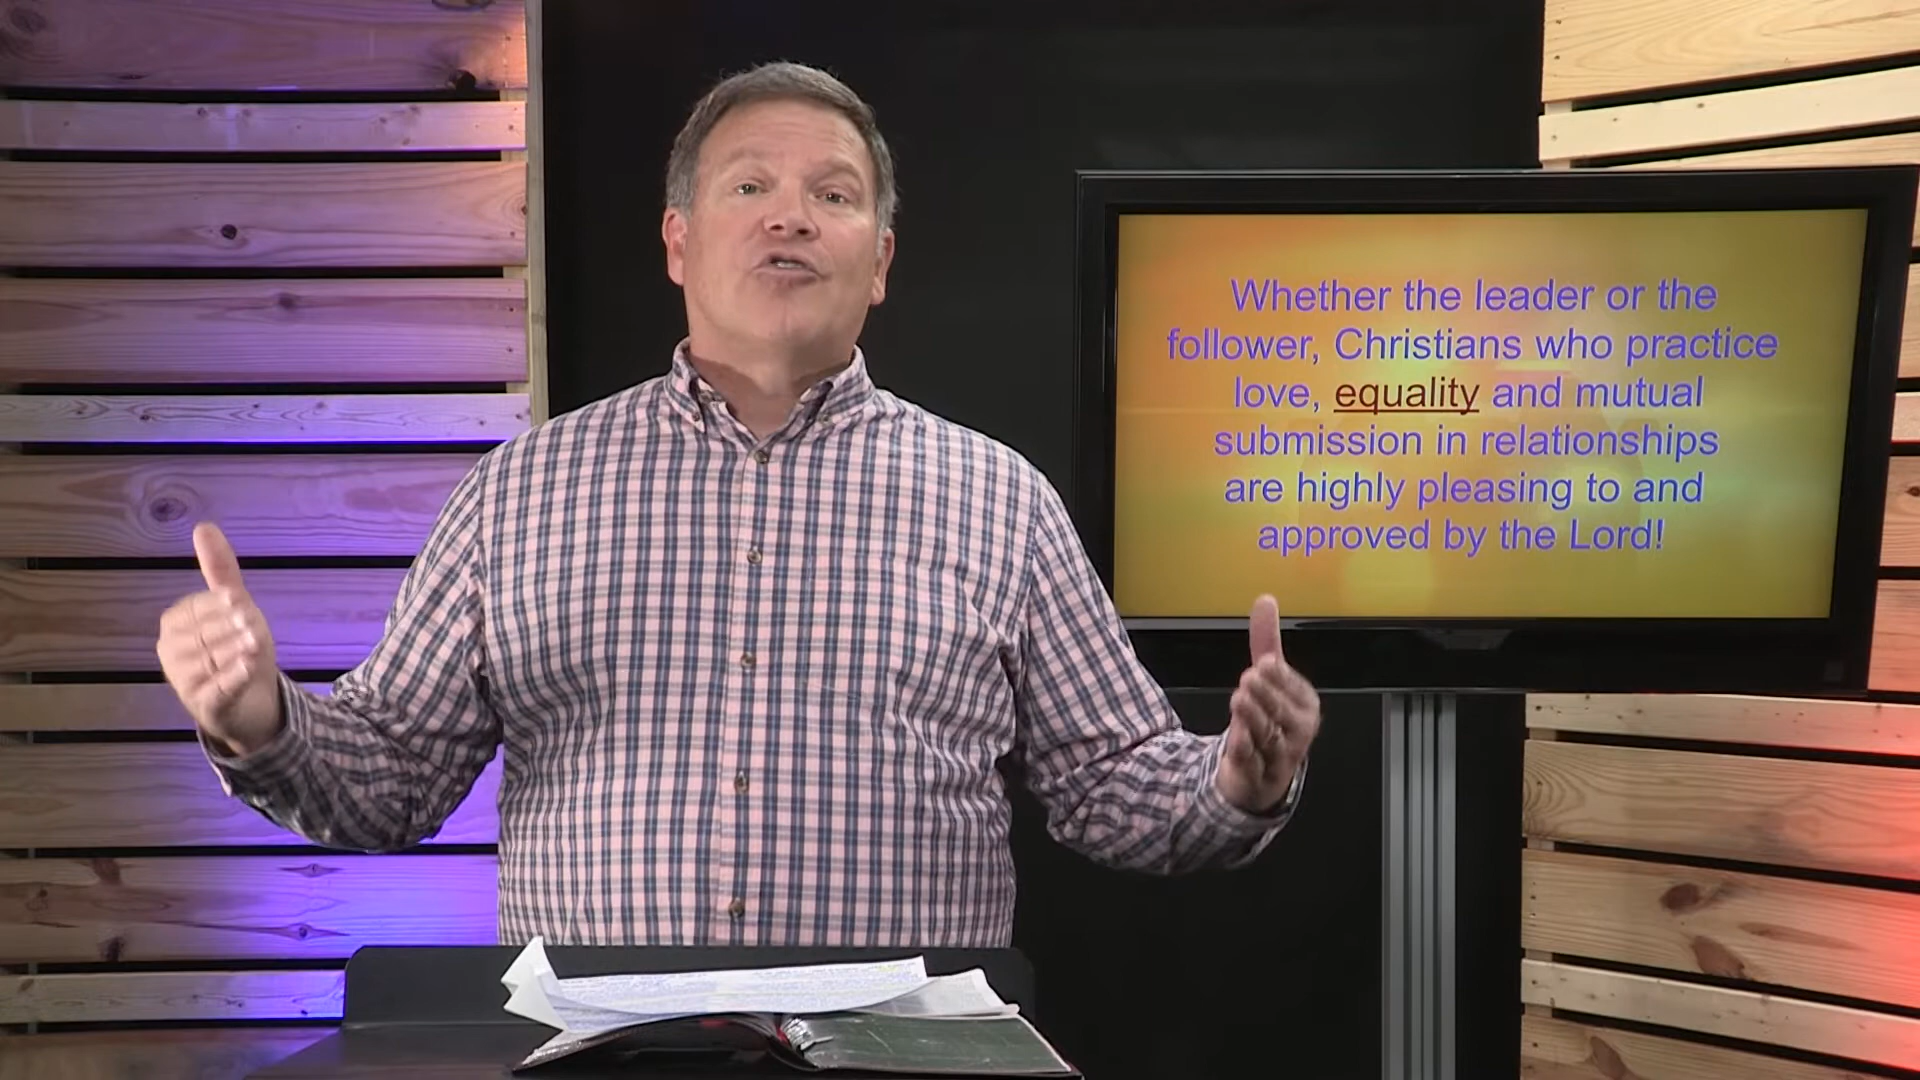 Whether the leader or the
follower, Christians who practice
love, equality and mutual
submission in relationships
are highly pleasing to and
approved by the Lord!